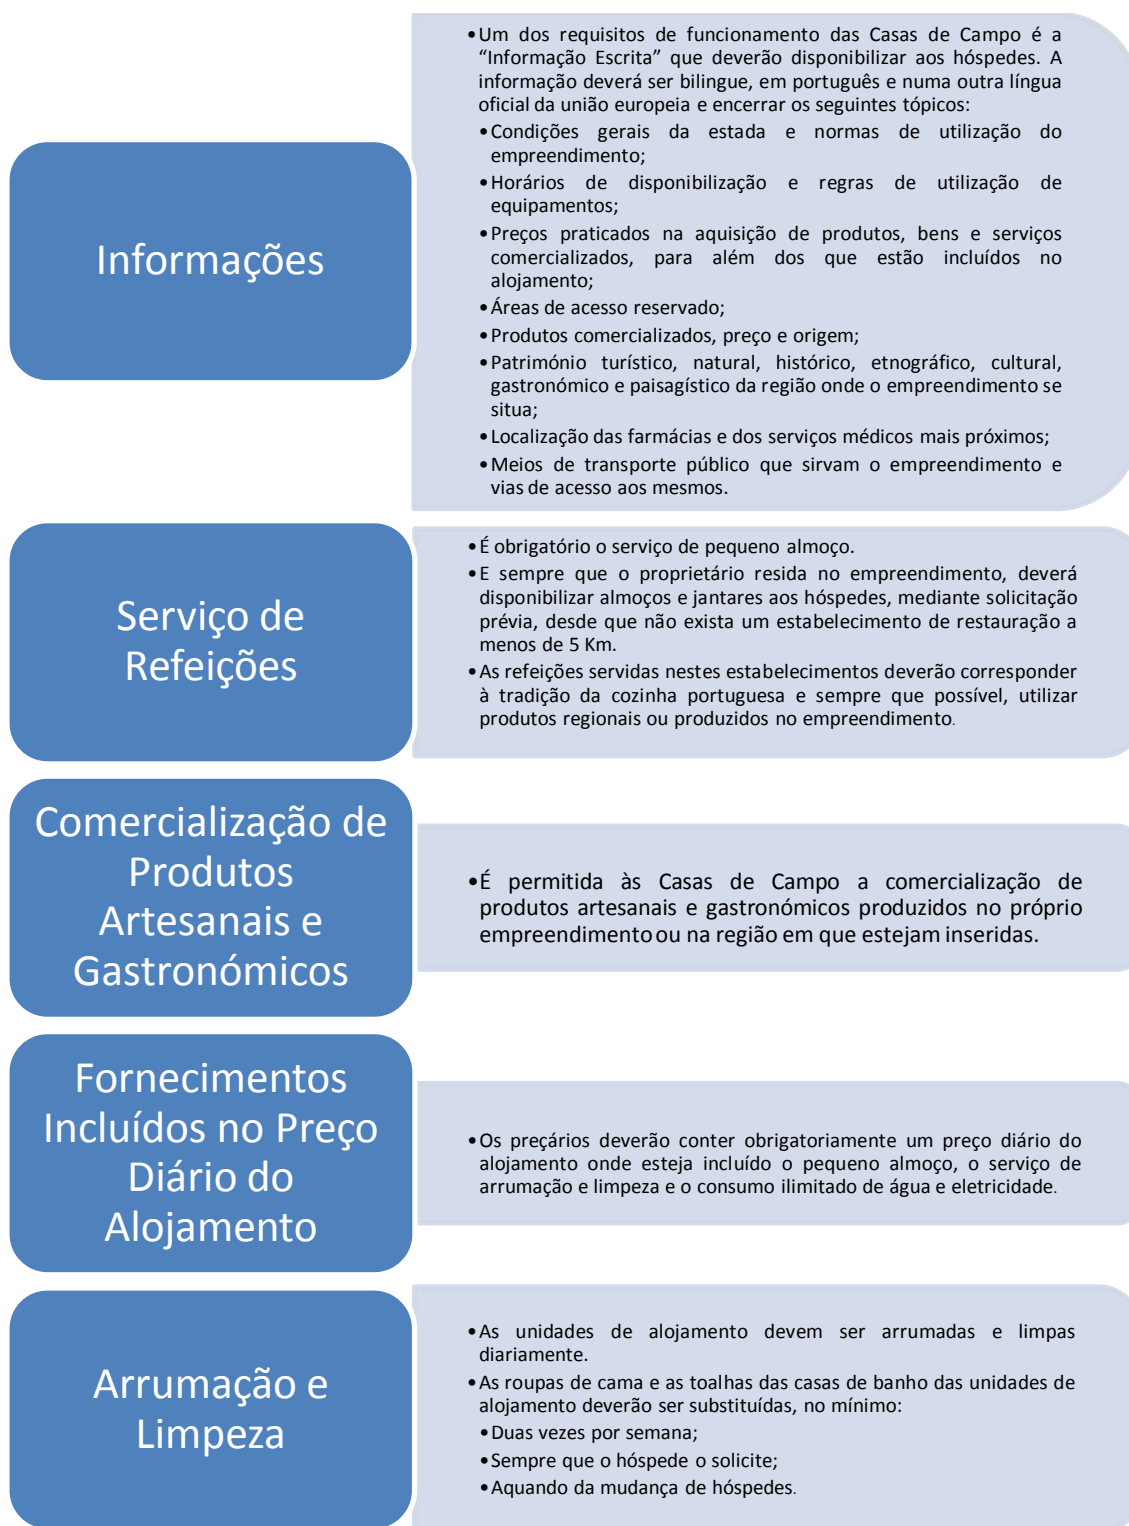 Informações
•Um dos requisitos de funcionamento das Casas de Campo é a
“Informação Escrita” que deverão disponibilizar aos hóspedes. A
informação deverá ser bilingue, em português e numa outra língua
oficial da união europeia e encerrar os seguintes tópicos:
•Condições gerais da estada e normas de utilização do
empreendimento;
•Horários de disponibilização e regras de utilização de
equipamentos;
•Preços praticados na aquisição de produtos, bens e serviços
comercializados, para além dos que estão incluídos no
alojamento;
•Áreas de acesso reservado;
•Produtos comercializados, preço e origem;
•Património turístico, natural, histórico, etnográfico, cultural,
gastronómico e paisagístico da região onde o empreendimento se
situa;
•Localização das farmácias e dos serviços médicos mais próximos;
•Meios de transporte público que sirvam o empreendimento e
vias de acesso aos mesmos.
Serviço de
Refeições
•É obrigatório o serviço de pequeno almoço.
•E sempre que o proprietário resida no empreendimento, deverá
disponibilizar almoços e jantares aos hóspedes, mediante solicitação
prévia, desde que não exista um estabelecimento de restauração a
menos de 5 Km.
•As refeições servidas nestes estabelecimentos deverão corresponder
à tradição da cozinha portuguesa e sempre que possível, utilizar
produtos regionais ou produzidos no empreendimento.
Comercialização de
Produtos
Artesanais e
Gastronómicos
•É permitida às Casas de Campo a comercialização de
produtos artesanais e gastronómicos produzidos no próprio
empreendimento ou na região em que estejam inseridas.
Fornecimentos
Incluídos no Preço
Diário do
Alojamento
•Os preçários deverão conter obrigatoriamente um preço diário do
alojamento onde esteja incluído o pequeno almoço, o serviço de
arrumação e limpeza e o consumo ilimitado de água e eletricidade.
Arrumação e
Limpeza
•As unidades de alojamento devem ser arrumadas e limpas
diariamente.
•As roupas de cama e as toalhas das casas de banho das unidades de
alojamento deverão ser substituídas, no mínimo:
•Duas vezes por semana;
•Sempre que o hóspede o solicite;
•Aquando da mudança de hóspedes.